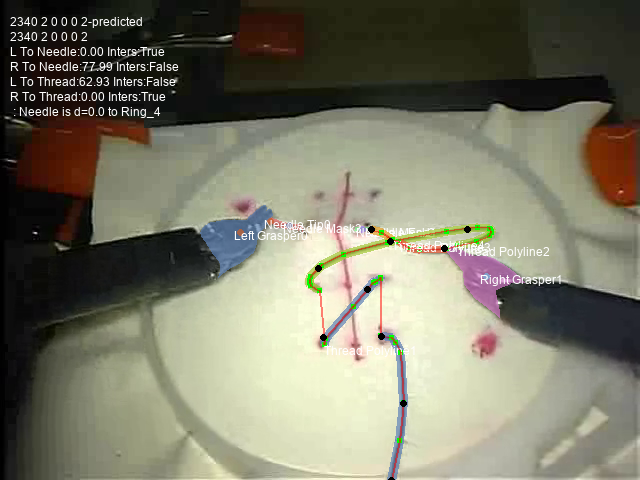 2340 2 0 0 0 2-predicted
2340 2 0 0 0 2
L To Needle:0.00 Inters:True
R To Needle:77.99 Inters:False
L To Thread:62.93 Inters:False
R To Thread:0.00 Inters:True
: Needle is d=0.0 to Ring_4
Needle Tip0
Left Grasper0
Thread Polyline2
Right Grasper1
Thread Polyline1